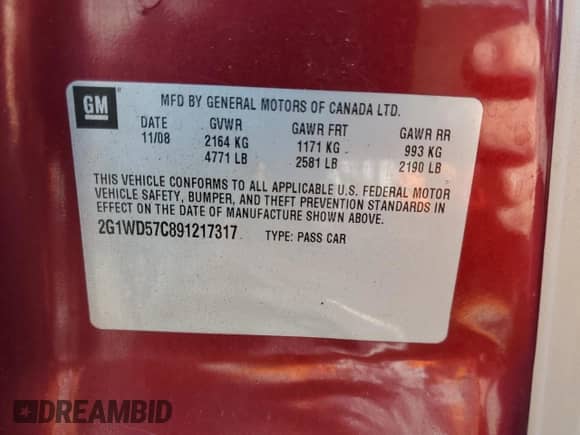 GM
MFD BY GENERAL MOTORS OF CANADA LTD.
DATE GVWR GAWR FRT GAWR RR
11/08 2164 KG 1171 KG 993 KG
4771 LB 2581 LB 2190 LB
THIS VEHICLE CONFORMS TO ALL APPLICABLE U.S. FEDERAL MOTOR
VEHICLE SAFETY, BUMPER, AND THEFT PREVENTION STANDARDS IN
EFFECT ON THE DATE OF MANUFACTURE SHOWN ABOVE.
2G1WD57C891217317 TYPE: PASS CAR
DREAMBID